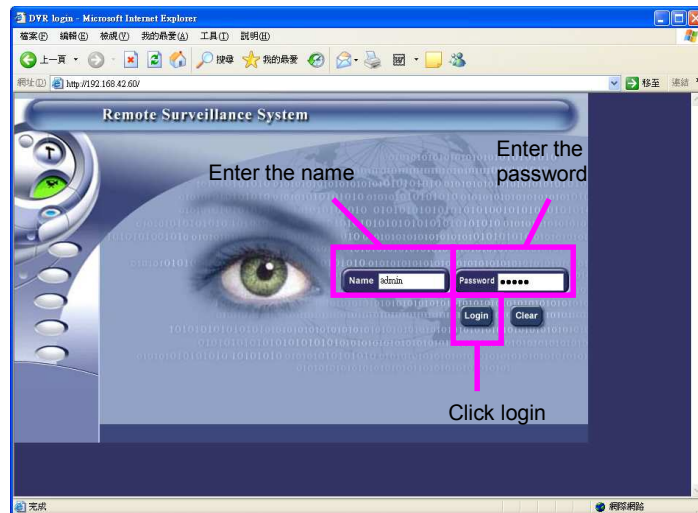 DVR login - Microsoft Internet Explorer
檔案(F) 編輯(E) 檢視(V) 我的最愛(A) 工具(T) 說明(H)
上一頁 搜尋 我的最愛
網址(D) http://192.168.42.60/ 移至 連結
Remote Surveillance System
Enter the name
Enter the
password
Name admin Password ●●●●●
Login Clear
Click login
完成 網際網路